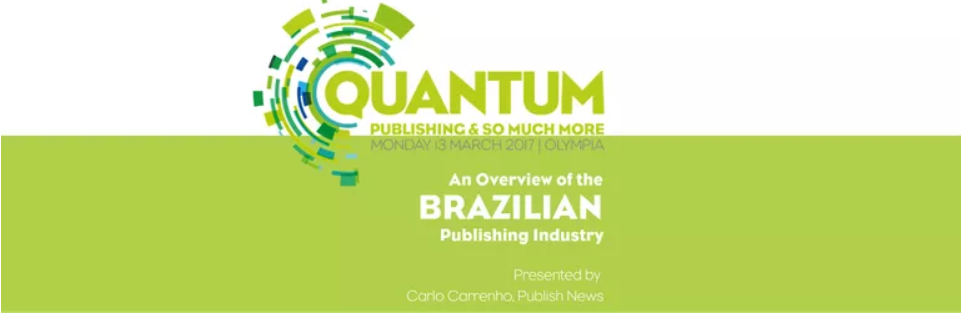 QUANTUM
PUBLISHING & SO MUCH MORE
MONDAY 13 MARCH 2017 | OLYMPIA
An Overview of the
BRAZILIAN
Publishing Industry
Presented by
Carlo Carrenho, Publish News